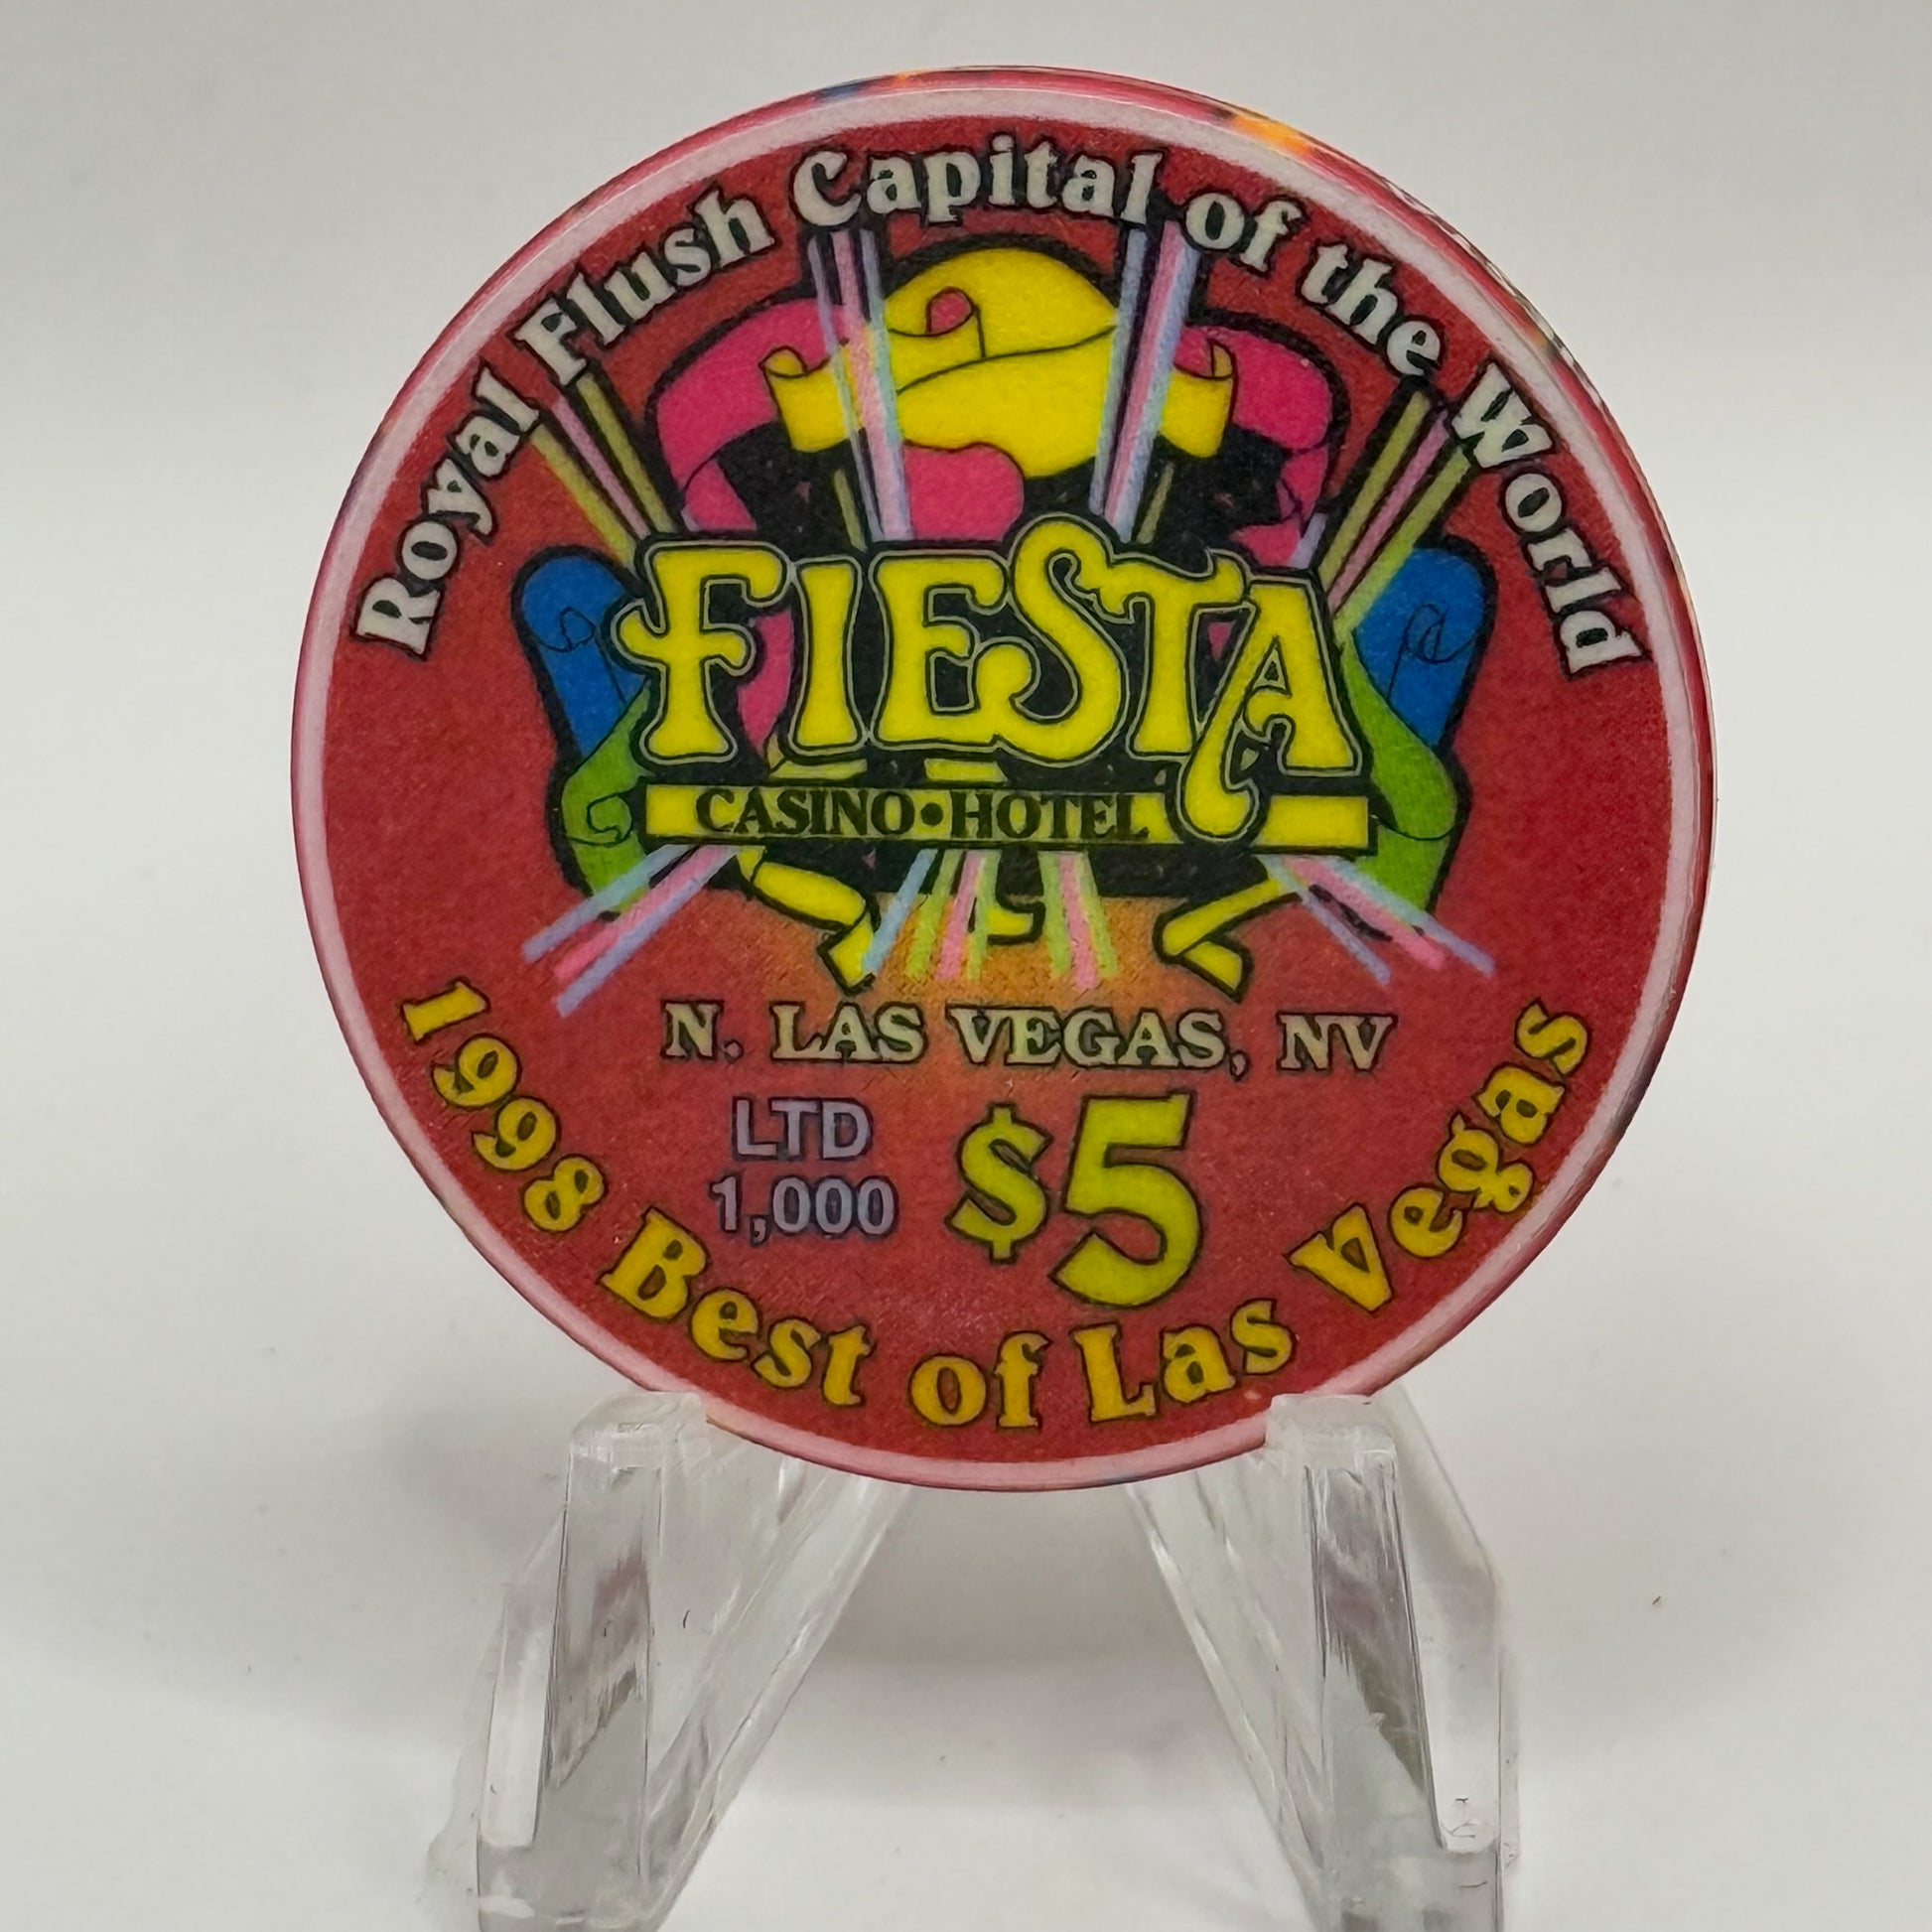 Royal Flush Capital of the World
FIESTA
CASINO•HOTEL
N. LAS VEGAS, NV
LTD
1,000
$5
1998 Best of Las Vegas